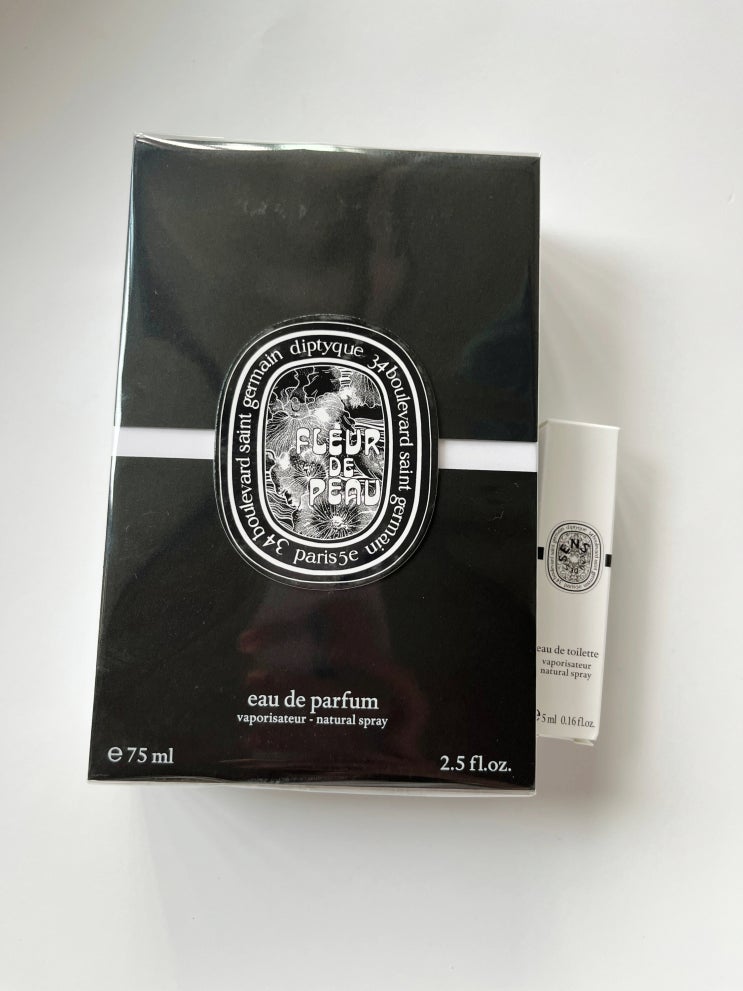 diptyque 34 boulevard saint germain paris5e 34 boulevard saint germain
FLEUR
DE
PEAU
eau de parfum
vaporisateur - natural spray
e 75 ml
2.5 fl.oz.
eau de toilette
vaporisateur
natural spray
e 5 ml 0.16 fl.oz.